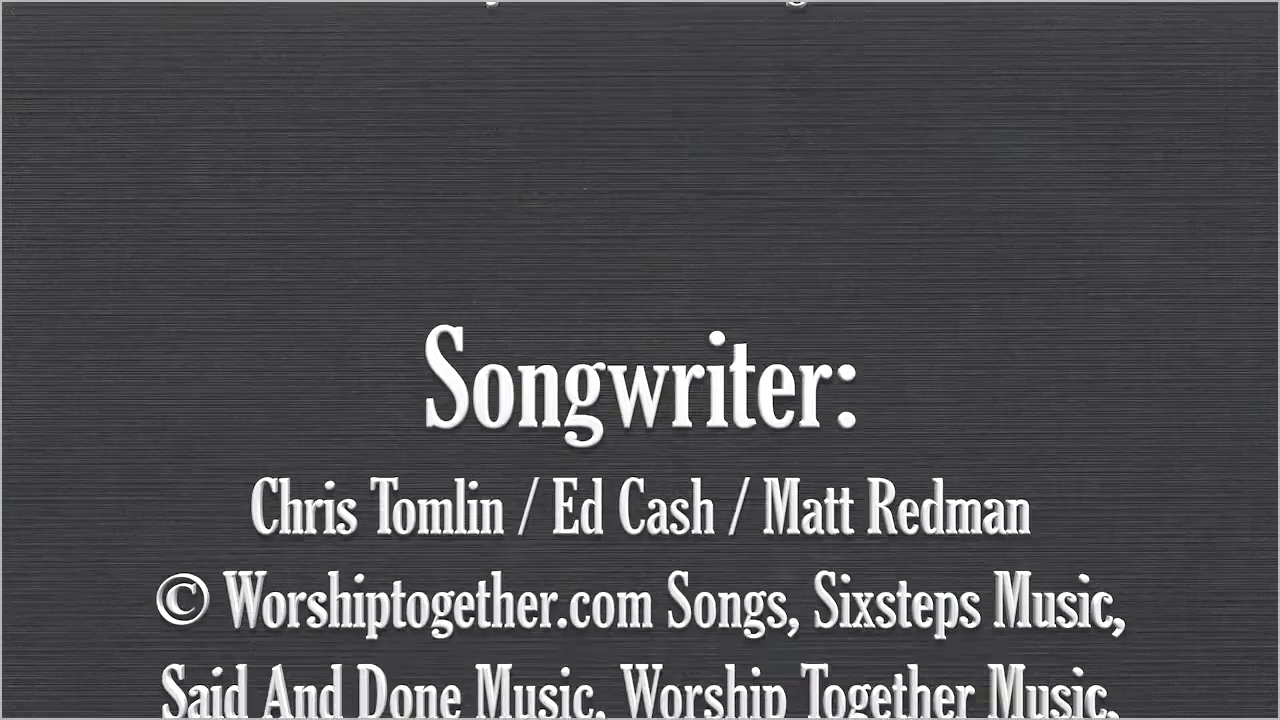 Songwriter:
Chris Tomlin / Ed Cash / Matt Redman
© Worshiptogether.com Songs, Sixsteps Music,
Said And Done Music, Worship Together Music,